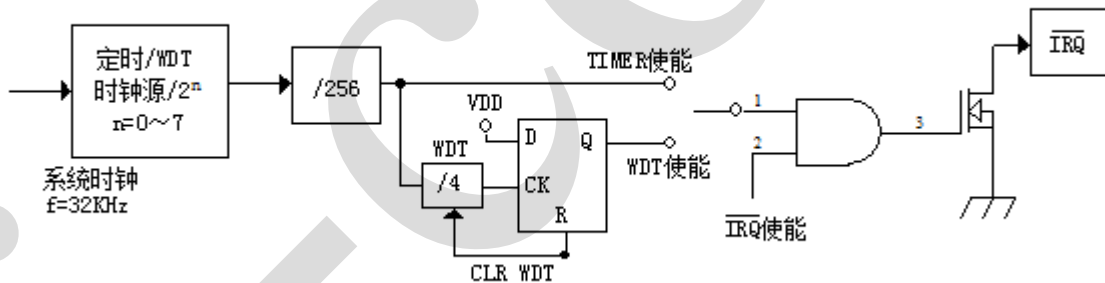 定时/WDT
时钟源/2ⁿ
n=0～7
系统时钟
f=32KHz
/256
TIMER使能
VDD
D
Q
WDT
/4
CK
R
WDT使能
CLR WDT
1
2
3
IRQ使能
IRQ